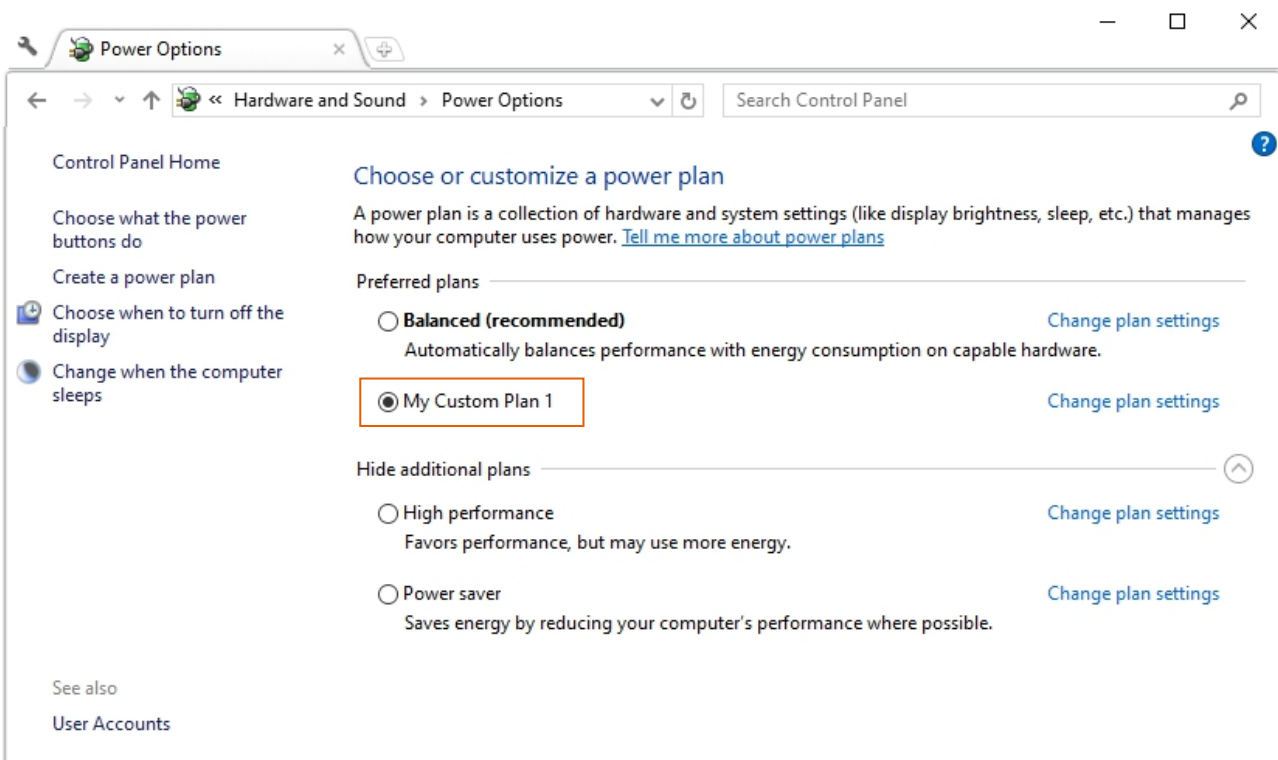 Power Options
« Hardware and Sound › Power Options
Search Control Panel
?
Control Panel Home
Choose what the power
buttons do
Create a power plan
Choose when to turn off the
display
Change when the computer
sleeps
Choose or customize a power plan
A power plan is a collection of hardware and system settings (like display brightness, sleep, etc.) that manages
how your computer uses power. Tell me more about power plans
Preferred plans
Balanced (recommended) Change plan settings
Automatically balances performance with energy consumption on capable hardware.
My Custom Plan 1 Change plan settings
Hide additional plans
High performance Change plan settings
Favors performance, but may use more energy.
Power saver Change plan settings
Saves energy by reducing your computer's performance where possible.
See also
User Accounts